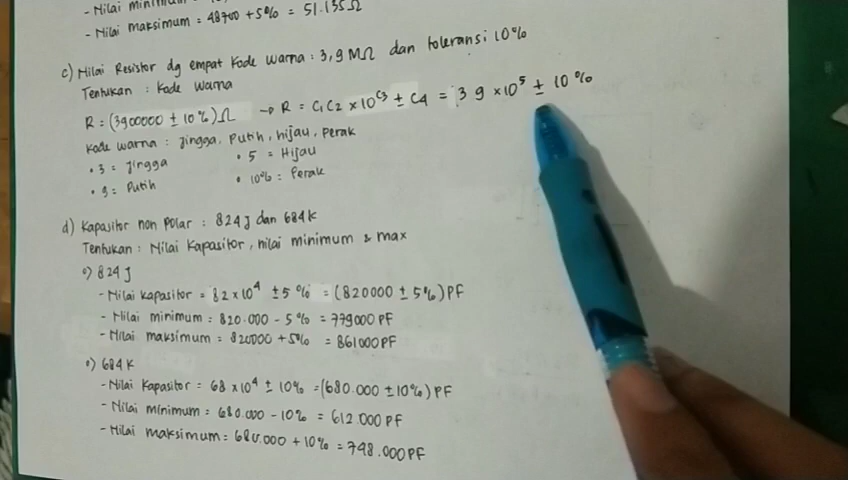 - Nilai minimum =
- Nilai maksimum = 48700 + 5% = 51.135 Ω
c) Nilai Resistor dg empat kode warna : 3,9 MΩ dan toleransi 10%
Tentukan : Kode Warna
R = (3900000 ± 10%) Ω → R = C1 C2 × 10^C3 ± C4 = 3 9 × 10^5 ± 10%
Kode warna : Jingga, Putih, hijau, Perak
• 3 = Jingga • 5 = Hijau
• 9 = Putih • 10% = Perak
d) Kapasitor non Polar : 824 J dan 684 K
Tentukan : Nilai Kapasitor, nilai minimum & max
o) 824 J
- Nilai kapasitor = 82 × 10^4 ± 5% = (820000 ± 5%) PF
- Nilai minimum = 820.000 - 5% = 779000 PF
- Nilai maksimum = 820000 + 5% = 861000 PF
o) 684 K
- Nilai Kapasitor = 68 × 10^4 ± 10% = (680.000 ± 10%) PF
- Nilai minimum = 680.000 - 10% = 612.000 PF
- Nilai maksimum = 680.000 + 10% = 748.000 PF